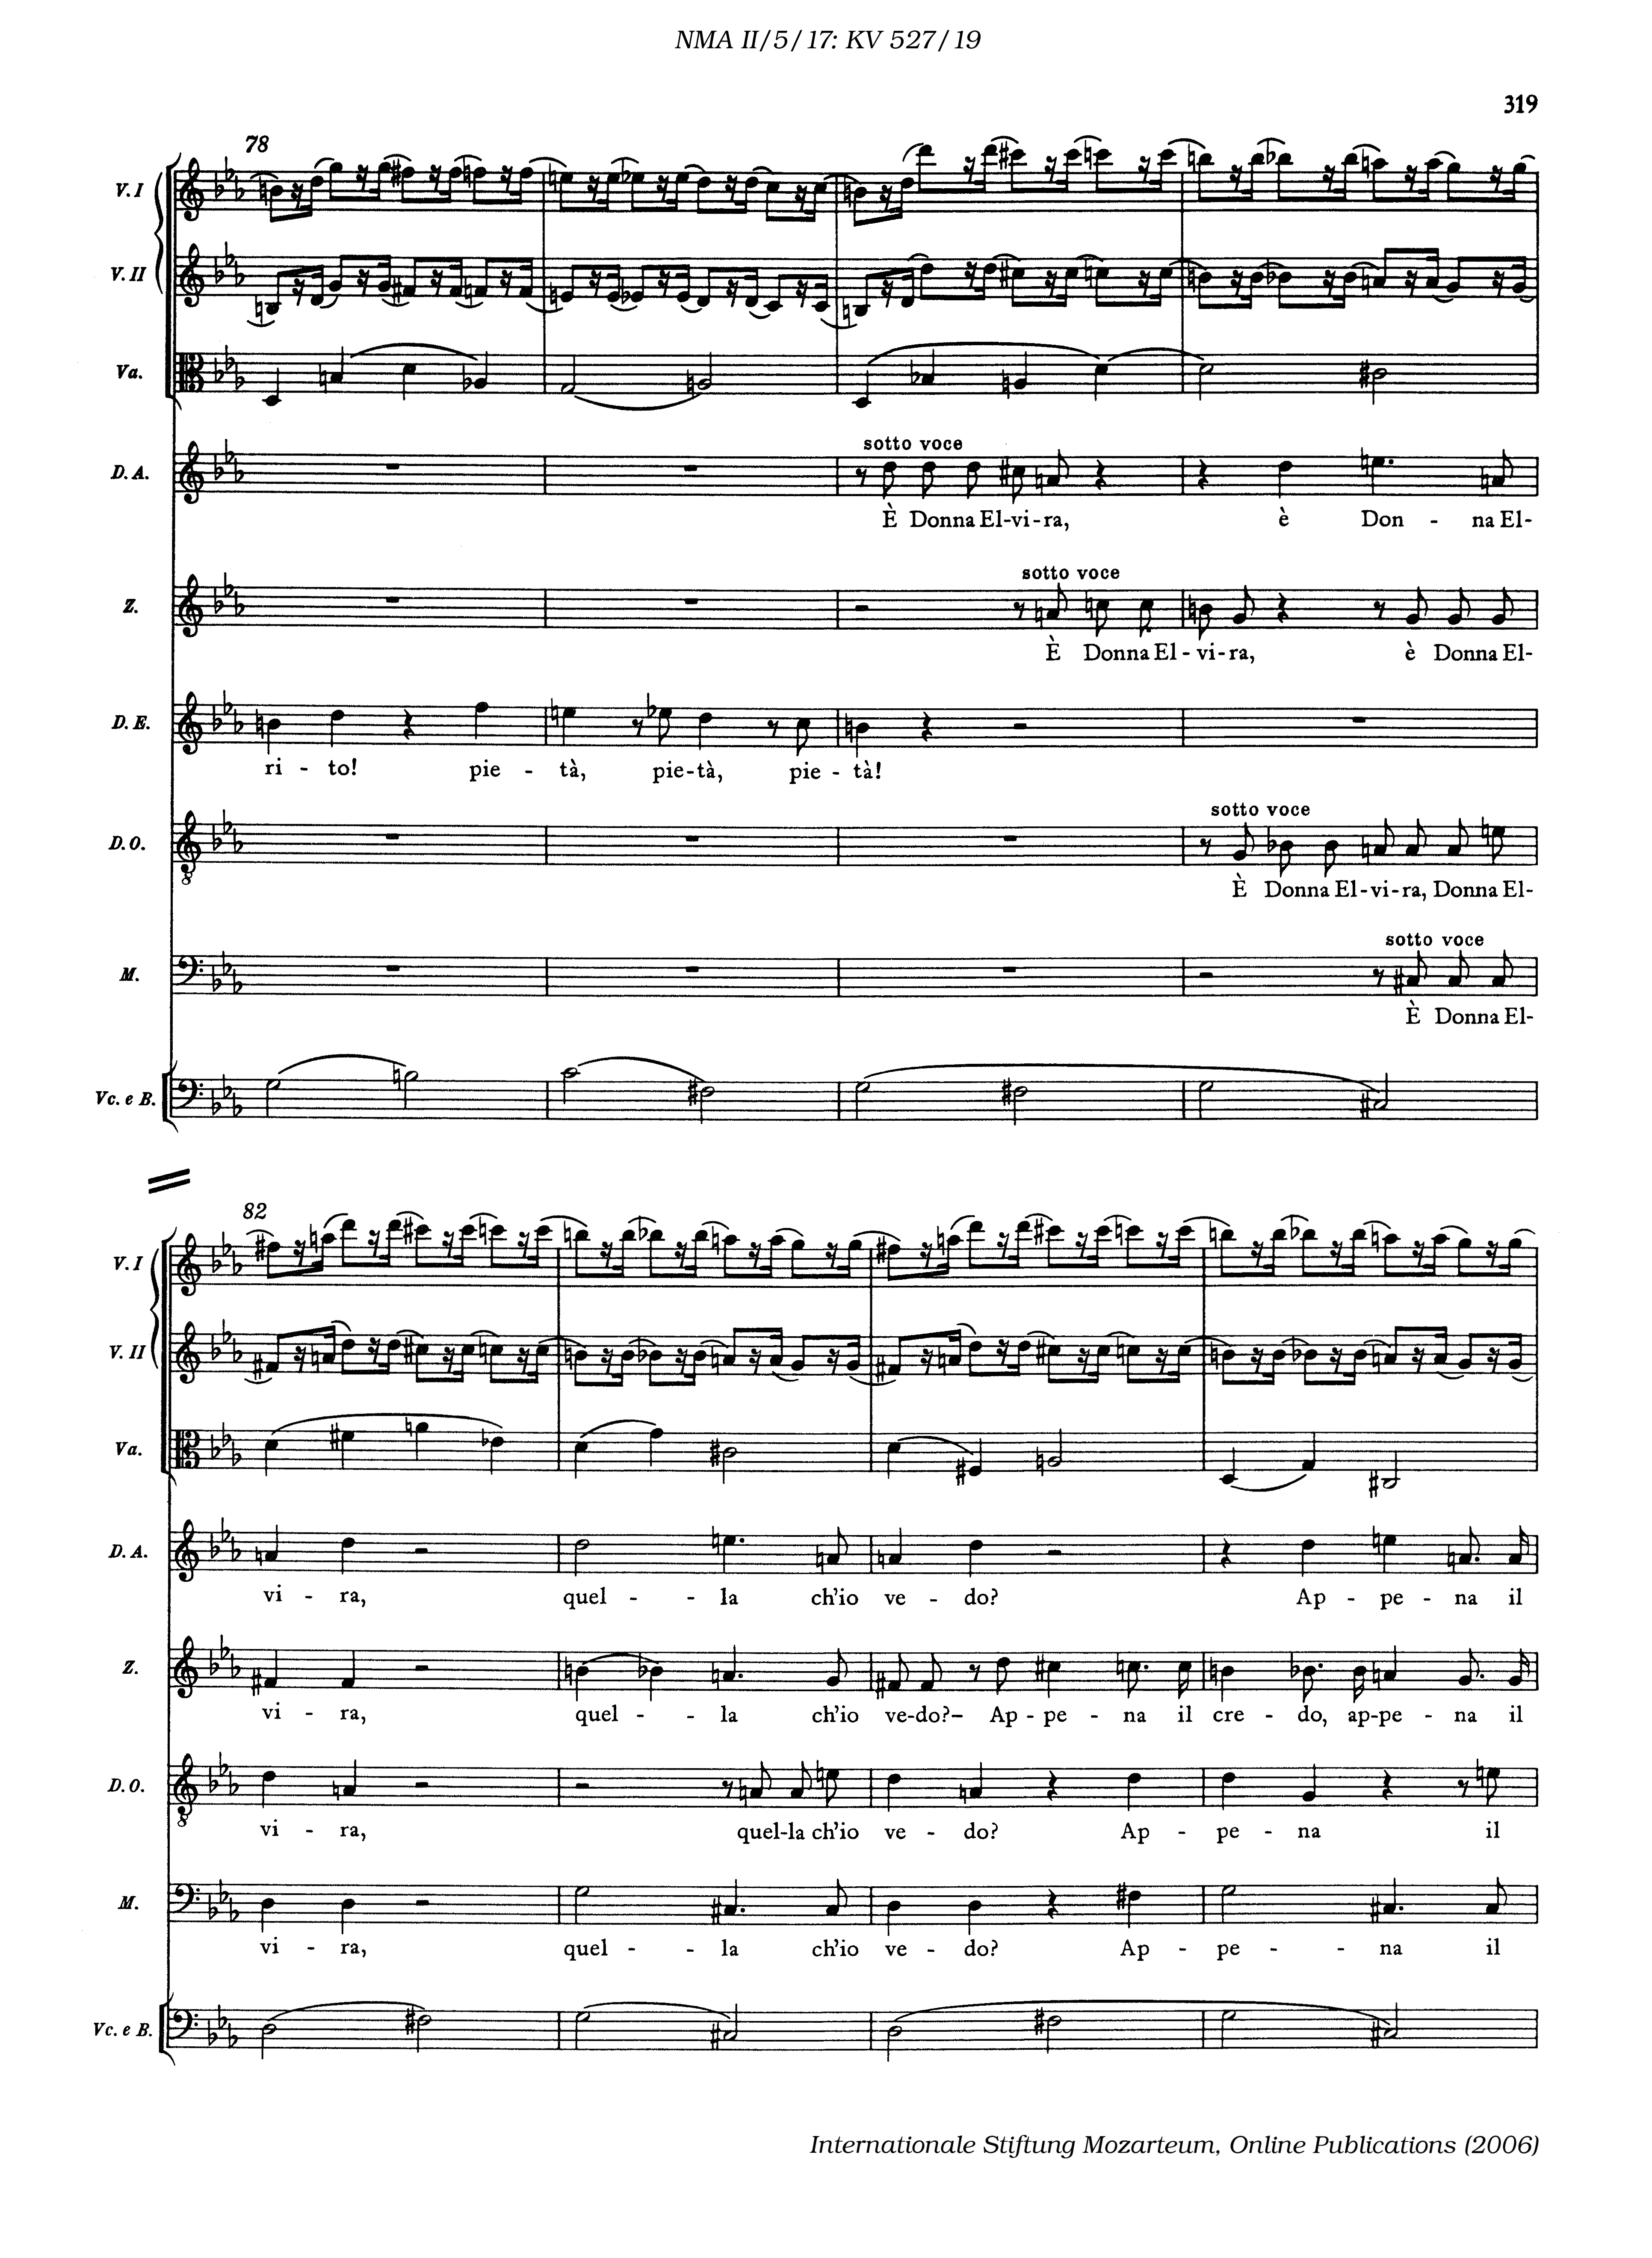 NMA II/5/17: KV 527/19
319
78
V. I
V. II
Va.
sotto voce
D. A.
È Donna El-vi-ra, è Don - na El-
sotto voce
Z.
È Donna El-vi-ra, è Donna El-
D. E.
ri - to! pie - tà, pie-tà, pie - tà!
sotto voce
D. O.
È Donna El-vi-ra, Donna El-
sotto voce
M.
È Donna El-
Vc. e B.
82
V. I
V. II
Va.
D. A.
vi - ra, quel - - la ch'io ve - do? Ap - pe - na il
Z.
vi - ra, quel - - la ch'io ve-do?– Ap - pe - na il cre - do, ap-pe - na il
D. O.
vi - ra, quel-la ch'io ve - do? Ap - pe - na il
M.
vi - ra, quel - - la ch'io ve - do? Ap - pe - - na il
Vc. e B.
Internationale Stiftung Mozarteum, Online Publications (2006)